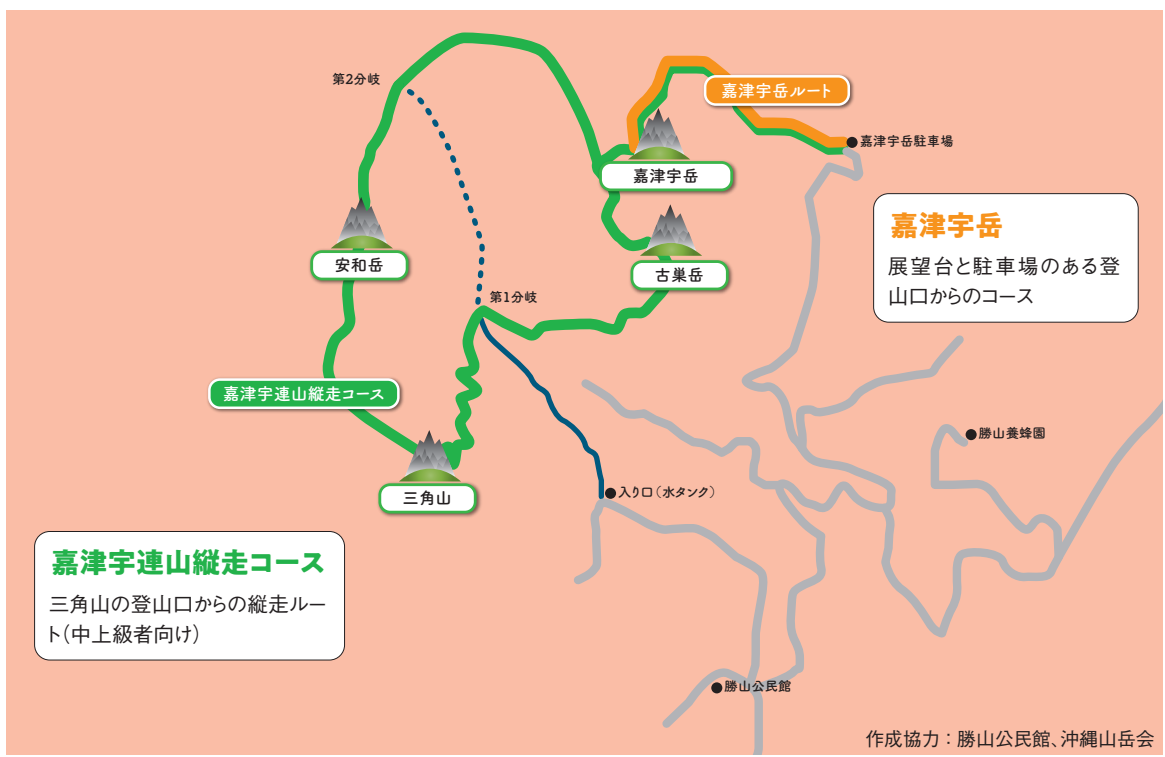 第2分岐
嘉津宇岳ルート
嘉津宇岳駐車場
嘉津宇岳
嘉津宇岳
展望台と駐車場のある登
山口からのコース
安和岳
古巣岳
第1分岐
嘉津宇連山縦走コース
勝山養蜂園
三角山
入り口（水タンク）
嘉津宇連山縦走コース
三角山の登山口からの縦走ルー
ト（中上級者向け）
勝山公民館
作成協力：勝山公民館、沖縄山岳会